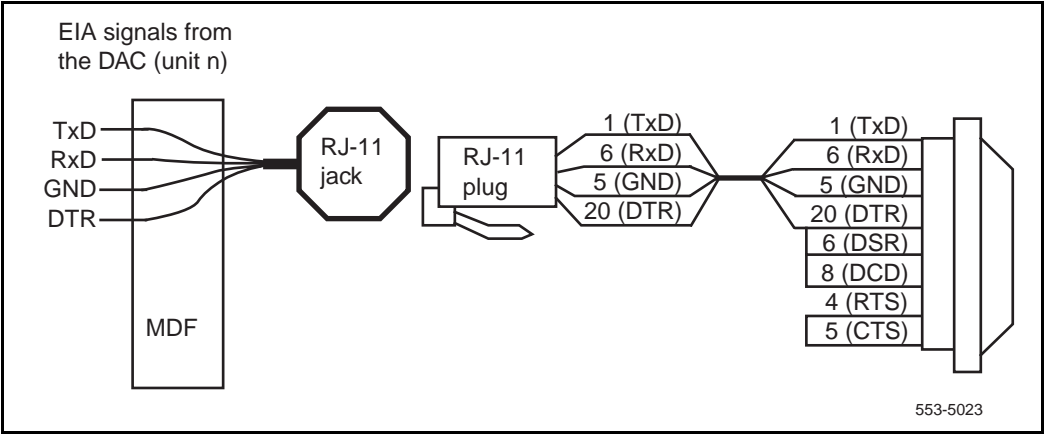 EIA signals from
the DAC (unit n)
TxD
RxD
GND
DTR
MDF
RJ-11
jack
RJ-11
plug
1 (TxD)
6 (RxD)
5 (GND)
20 (DTR)
1 (TxD)
6 (RxD)
5 (GND)
20 (DTR)
6 (DSR)
8 (DCD)
4 (RTS)
5 (CTS)
553-5023